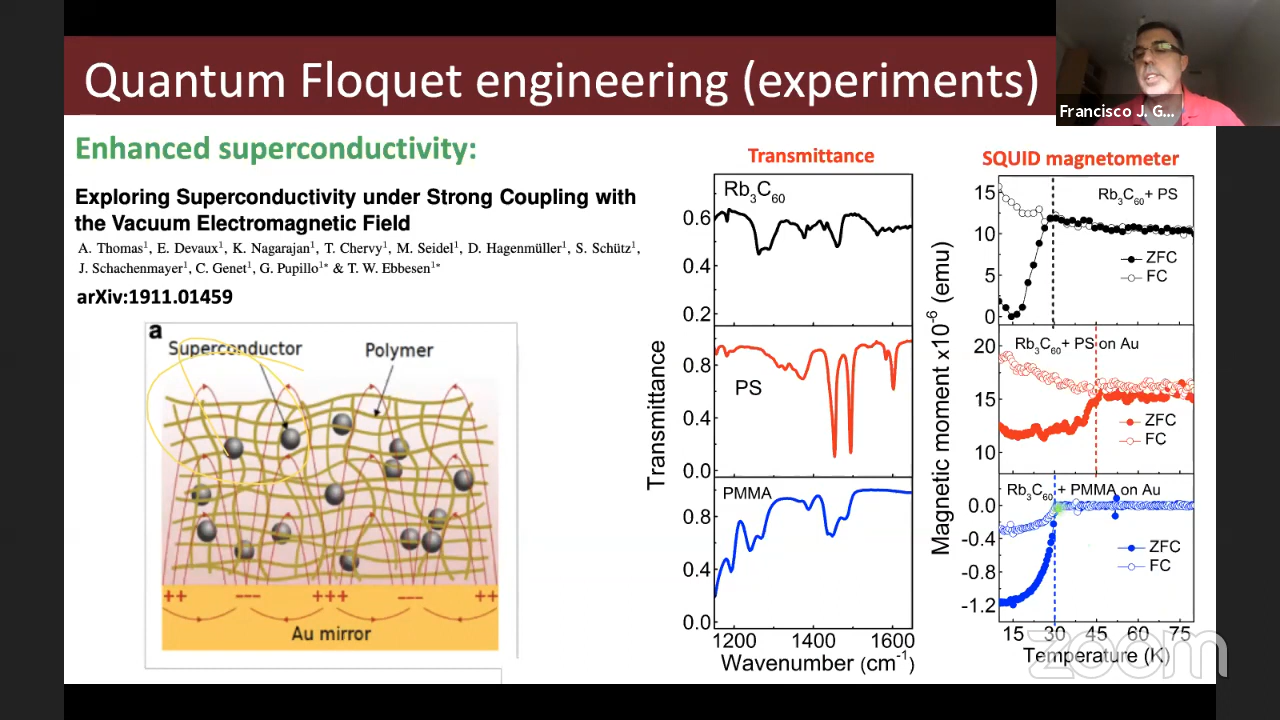 Quantum Floquet engineering (experiments)
Francisco J. G...
Enhanced superconductivity:
Exploring Superconductivity under Strong Coupling with
the Vacuum Electromagnetic Field
A. Thomas¹, E. Devaux¹, K. Nagarajan¹, T. Chervy¹, M. Seidel¹, D. Hagenmüller¹, S. Schütz¹,
J. Schachenmayer¹, C. Genet¹, G. Pupillo¹* & T. W. Ebbesen¹*
arXiv:1911.01459
a
Superconductor
Polymer
++ --- +++ --- ++
Au mirror
Transmittance
Rb₃C₆₀
0.6
0.4
0.2
PS
0.8
0.4
0.0
PMMA
0.8
0.4
0.0
Transmittance
1200 1400 1600
Wavenumber (cm⁻¹)
SQUID magnetometer
Rb₃C₆₀ + PS
15
10
5
0
ZFC
FC
Rb₃C₆₀ + PS on Au
20
15
10
ZFC
FC
Rb₃C₆₀ + PMMA on Au
0.0
-0.4
-0.8
-1.2
ZFC
FC
Magnetic moment x10⁻⁶ (emu)
15 30 45 60 75
Temperature (K)
zoom